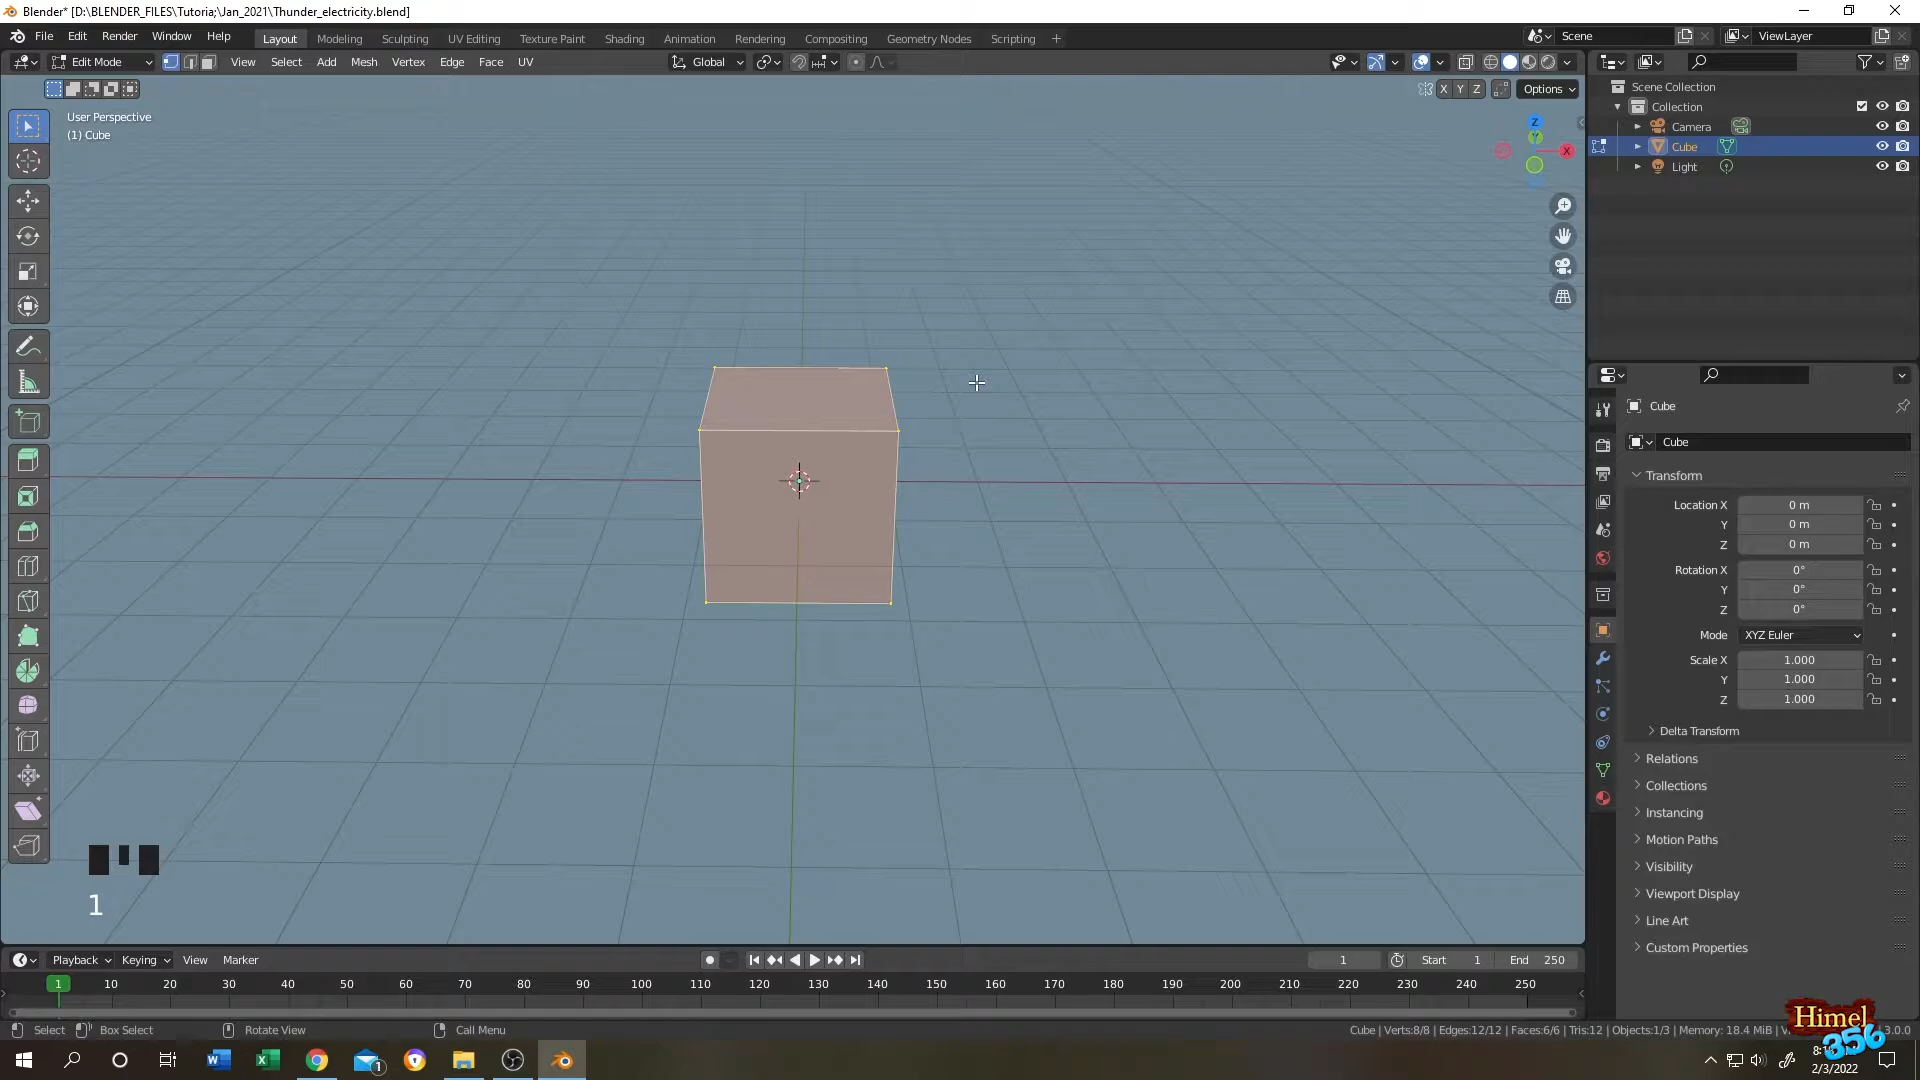 Blender* [D:\BLENDER_FILES\Tutoria;\Jan_2021\Thunder_electricity.blend]
File Edit Render Window Help Layout Modeling Sculpting UV Editing Texture Paint Shading Animation Rendering Compositing Geometry Nodes Scripting + Scene ViewLayer
Edit Mode View Select Add Mesh Vertex Edge Face UV Global
X Y Z Options
User Perspective
(1) Cube
Z
Y
X
Scene Collection
Collection
Camera
Cube
Light
Cube
Cube
Transform
Location X 0 m
Y 0 m
Z 0 m
Rotation X 0°
Y 0°
Z 0°
Mode XYZ Euler
Scale X 1.000
Y 1.000
Z 1.000
Delta Transform
Relations
Collections
Instancing
Motion Paths
Visibility
Viewport Display
Line Art
Custom Properties
1
Playback Keying View Marker 1 Start 1 End 250
1 10 20 30 40 50 60 70 80 90 100 110 120 130 140 150 160 170 180 190 200 210 220 230 240 250
Select Box Select Rotate View Call Menu Cube | Verts:8/8 | Edges:12/12 | Faces:6/6 | Tris:12 | Objects:1/3 | Memory: 18.4 MiB | 3.0.0
Himel
356
1
2/3/2022